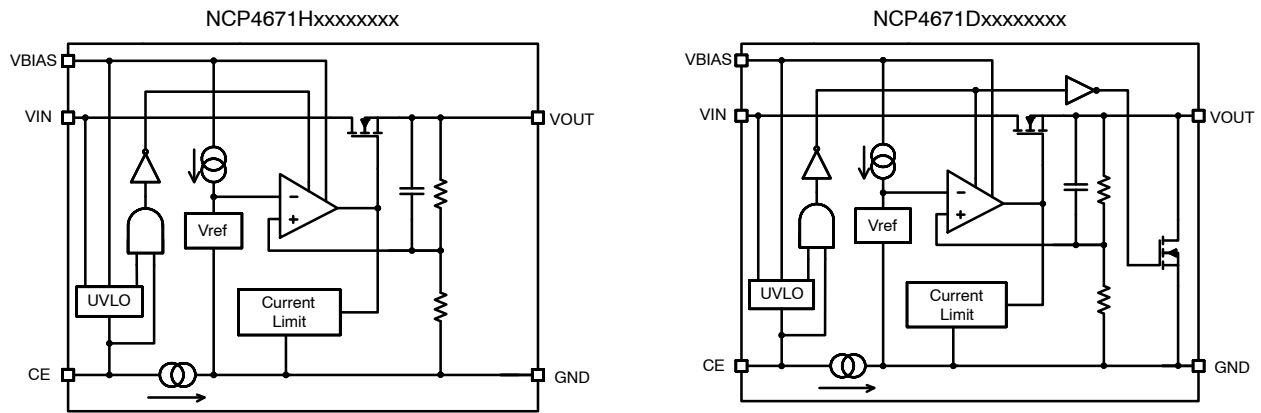 NCP4671Hxxxxxxxx
VBIAS
VIN
VOUT
−
+
Vref
UVLO
Current
Limit
CE
GND
NCP4671Dxxxxxxxx
VBIAS
VIN
VOUT
−
+
Vref
UVLO
Current
Limit
CE
GND